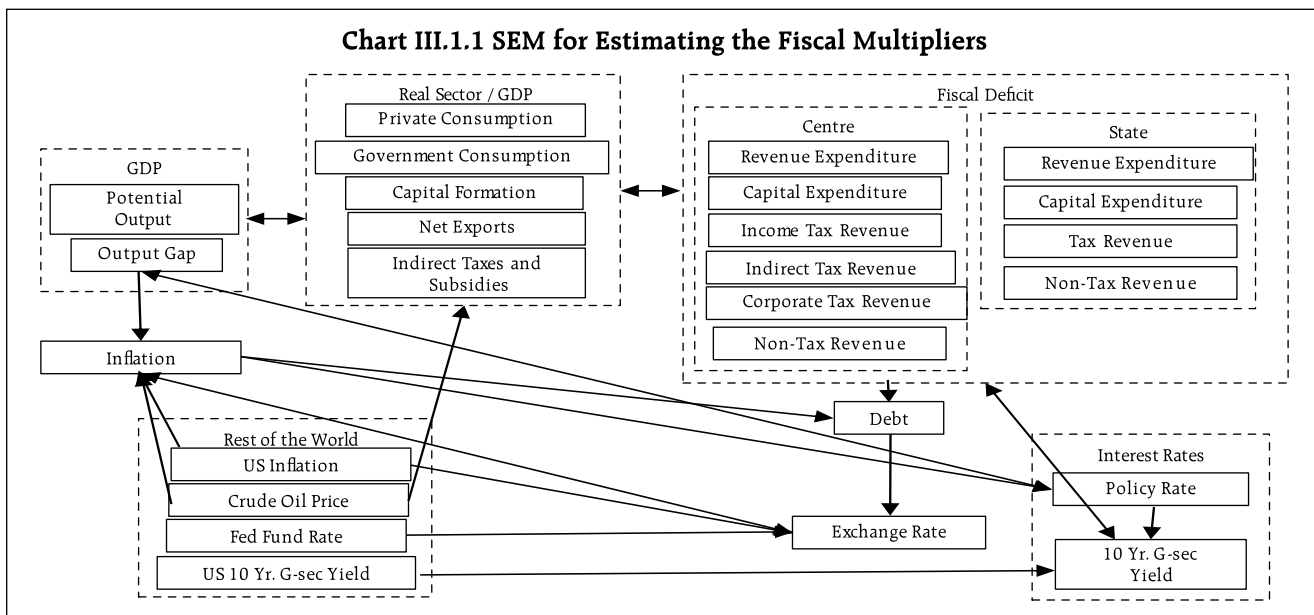 Chart III.1.1 SEM for Estimating the Fiscal Multipliers
GDP
Potential
Output
Output Gap
Inflation
Real Sector / GDP
Private Consumption
Government Consumption
Capital Formation
Net Exports
Indirect Taxes and
Subsidies
Fiscal Deficit
Centre
Revenue Expenditure
Capital Expenditure
Income Tax Revenue
Indirect Tax Revenue
Corporate Tax Revenue
Non-Tax Revenue
State
Revenue Expenditure
Capital Expenditure
Tax Revenue
Non-Tax Revenue
Debt
Rest of the World
US Inflation
Crude Oil Price
Fed Fund Rate
US 10 Yr. G-sec Yield
Exchange Rate
Interest Rates
Policy Rate
10 Yr. G-sec
Yield